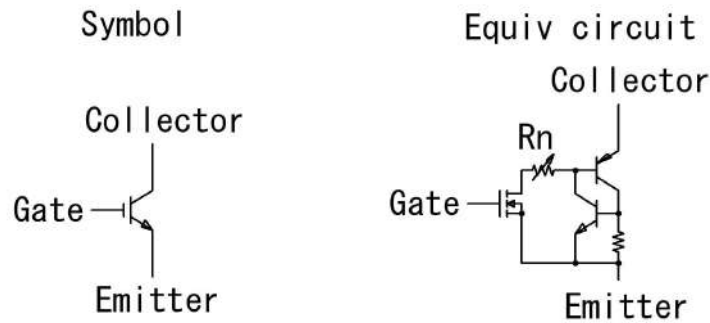 Symbol
Equiv circuit
Collector
Collector
Rn
Gate
Gate
Emitter
Emitter